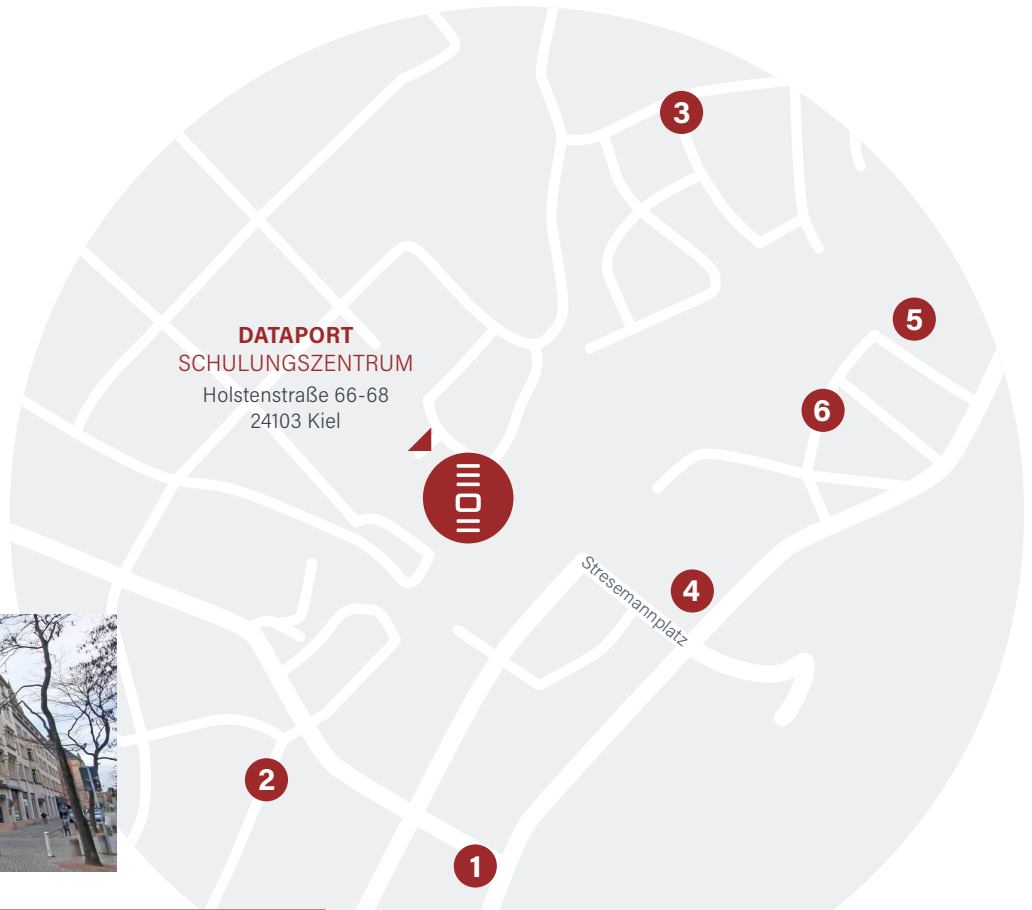 3
5
DATAPORT
SCHULUNGSZENTRUM
Holstenstraße 66-68
24103 Kiel
6
4
Stresemannplatz
2
1